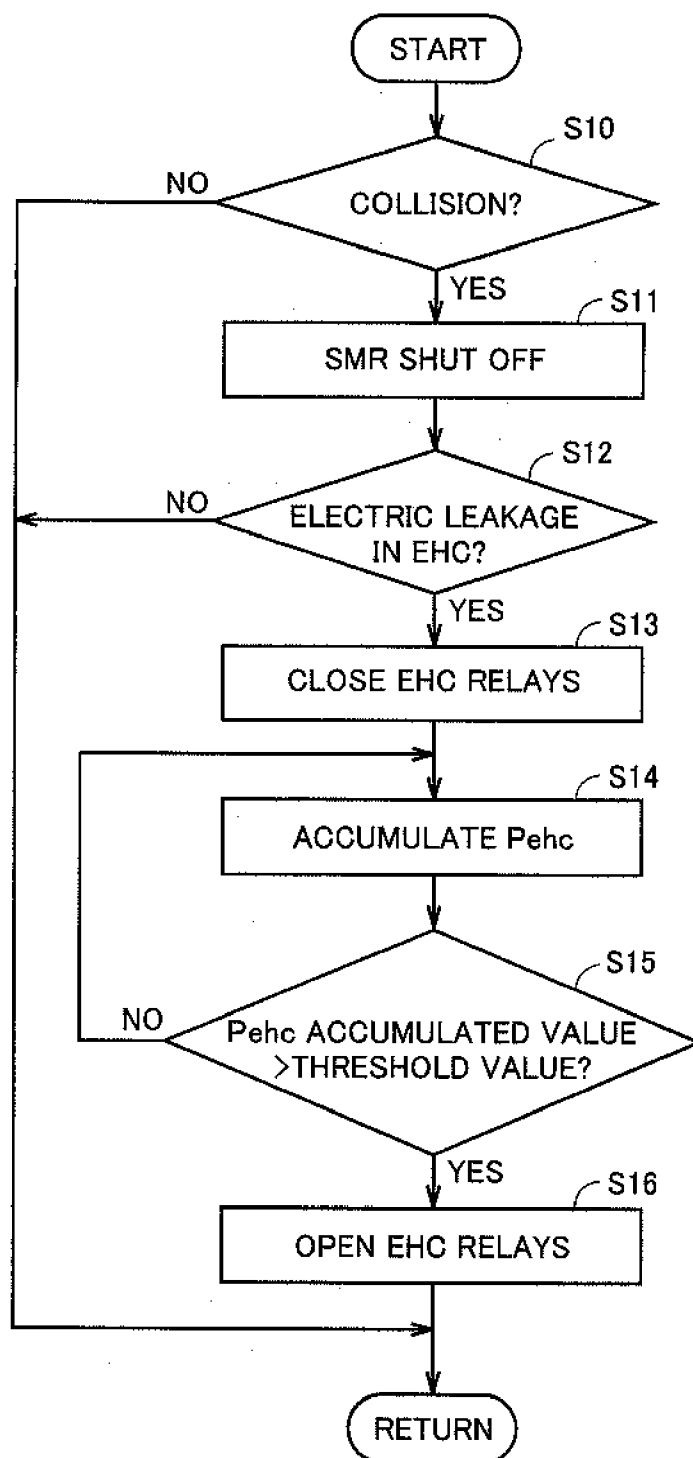 START
S10
NO
COLLISION?
YES
S11
SMR SHUT OFF
S12
NO
ELECTRIC LEAKAGE
IN EHC?
YES
S13
CLOSE EHC RELAYS
S14
ACCUMULATE Pehc
S15
NO
Pehc ACCUMULATED VALUE
>THRESHOLD VALUE?
YES
S16
OPEN EHC RELAYS
RETURN